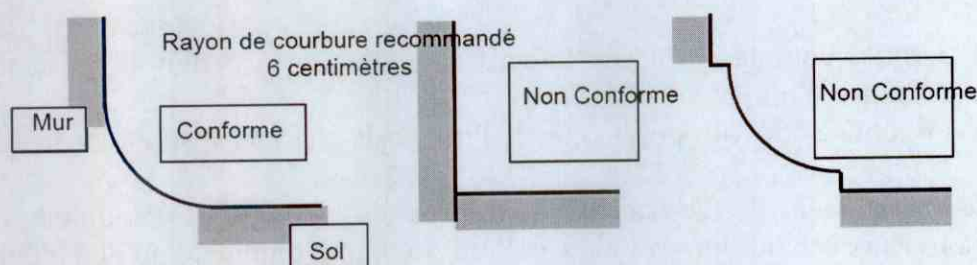 Rayon de courbure recommandé
6 centimètres
Mur
Conforme
Sol
Non Conforme
Non Conforme